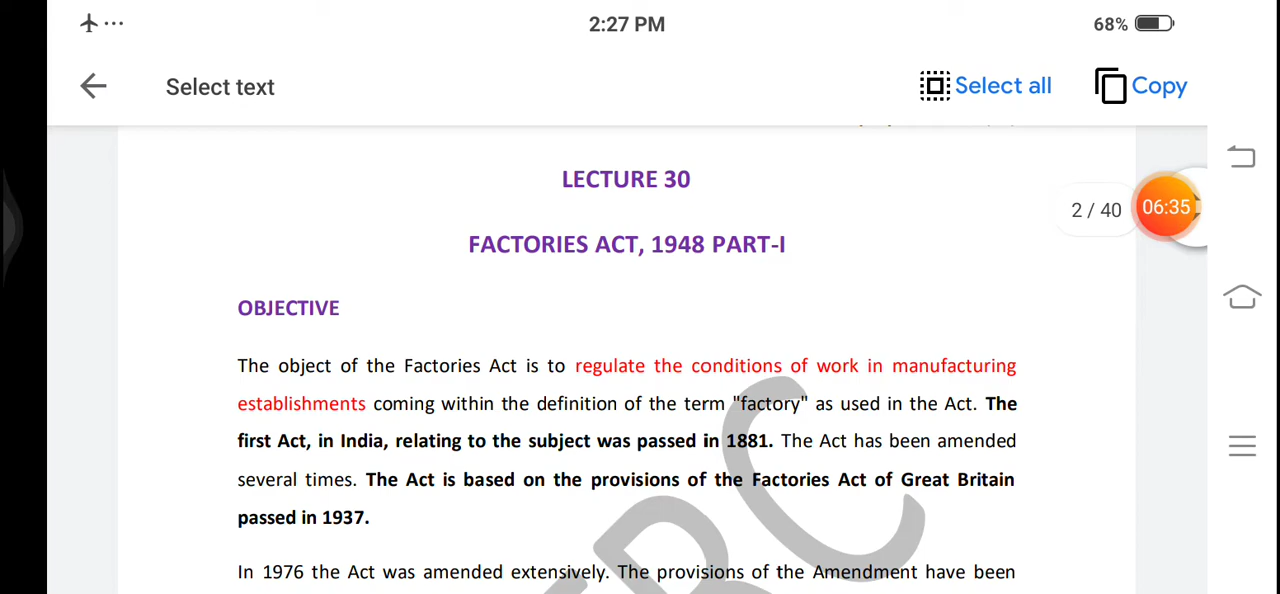 2:27 PM 68%
Select text Select all Copy
LECTURE 30
2 / 40 06:35
FACTORIES ACT, 1948 PART-I
OBJECTIVE
The object of the Factories Act is to regulate the conditions of work in manufacturing
establishments coming within the definition of the term "factory" as used in the Act. The
first Act, in India, relating to the subject was passed in 1881. The Act has been amended
several times. The Act is based on the provisions of the Factories Act of Great Britain
passed in 1937.
In 1976 the Act was amended extensively. The provisions of the Amendment have been